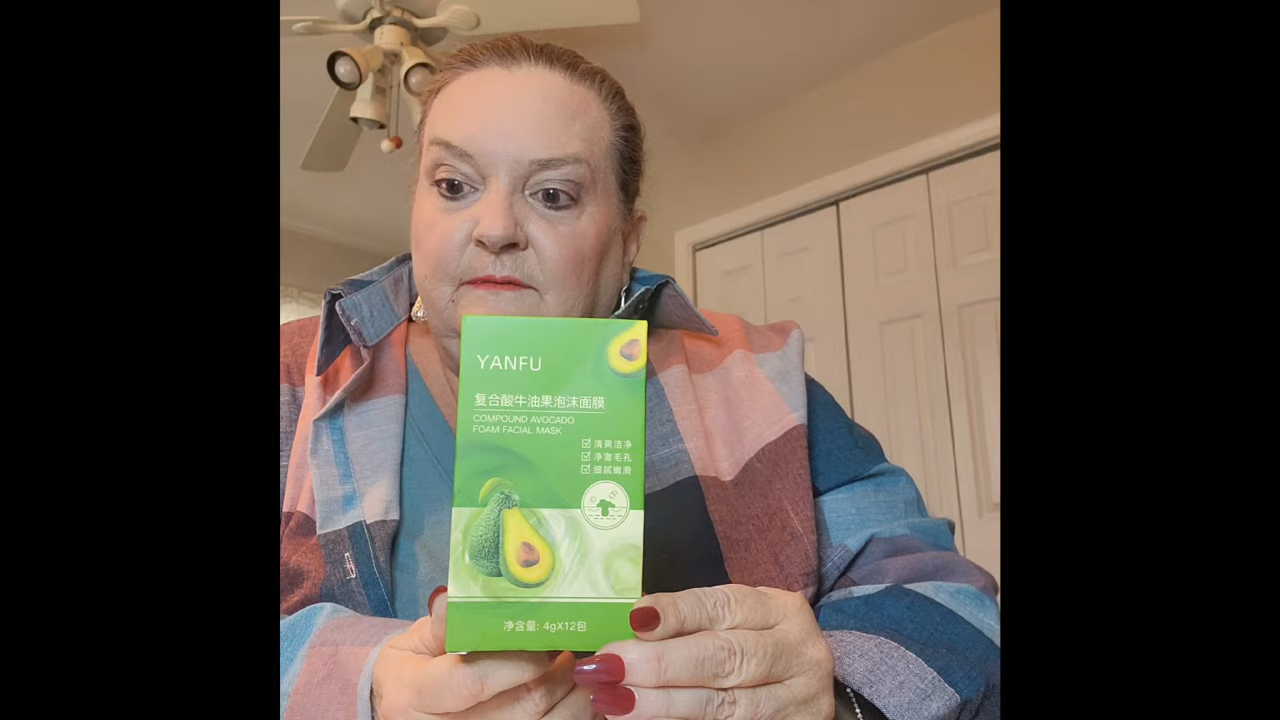 YANFU
复合酸牛油果泡沫面膜
COMPOUND AVOCADO
FOAM FACIAL MASK
清爽洁净
净澈毛孔
细腻嫩滑
净含量: 4gX12包